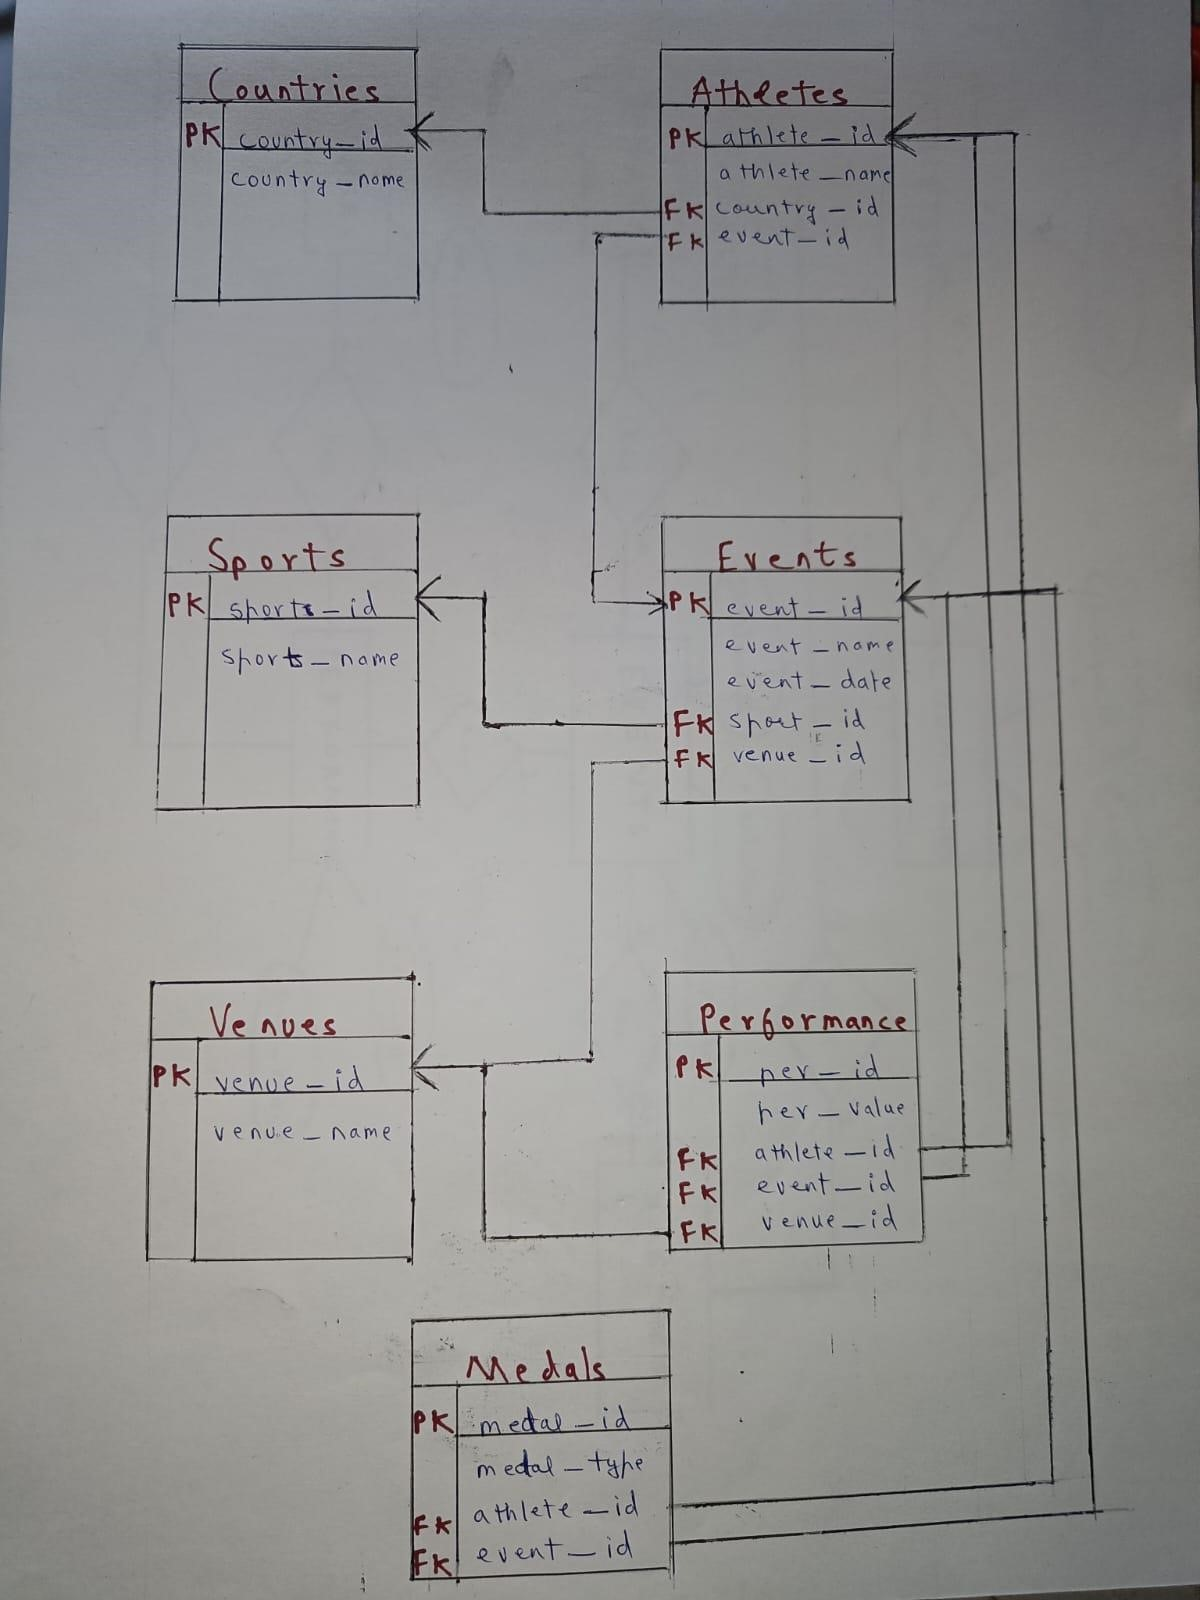 Countries
PK country_id
country_name
Athletes
PK athlete_id
athlete_name
FK country_id
FK event_id
Sports
PK sports_id
sports_name
Events
PK event_id
event_name
event_date
FK sport_id
FK venue_id
Venues
PK venue_id
venue_name
Performance
PK per_id
per_value
FK athlete_id
FK event_id
FK venue_id
Medals
PK medal_id
medal_type
FK athlete_id
FK event_id